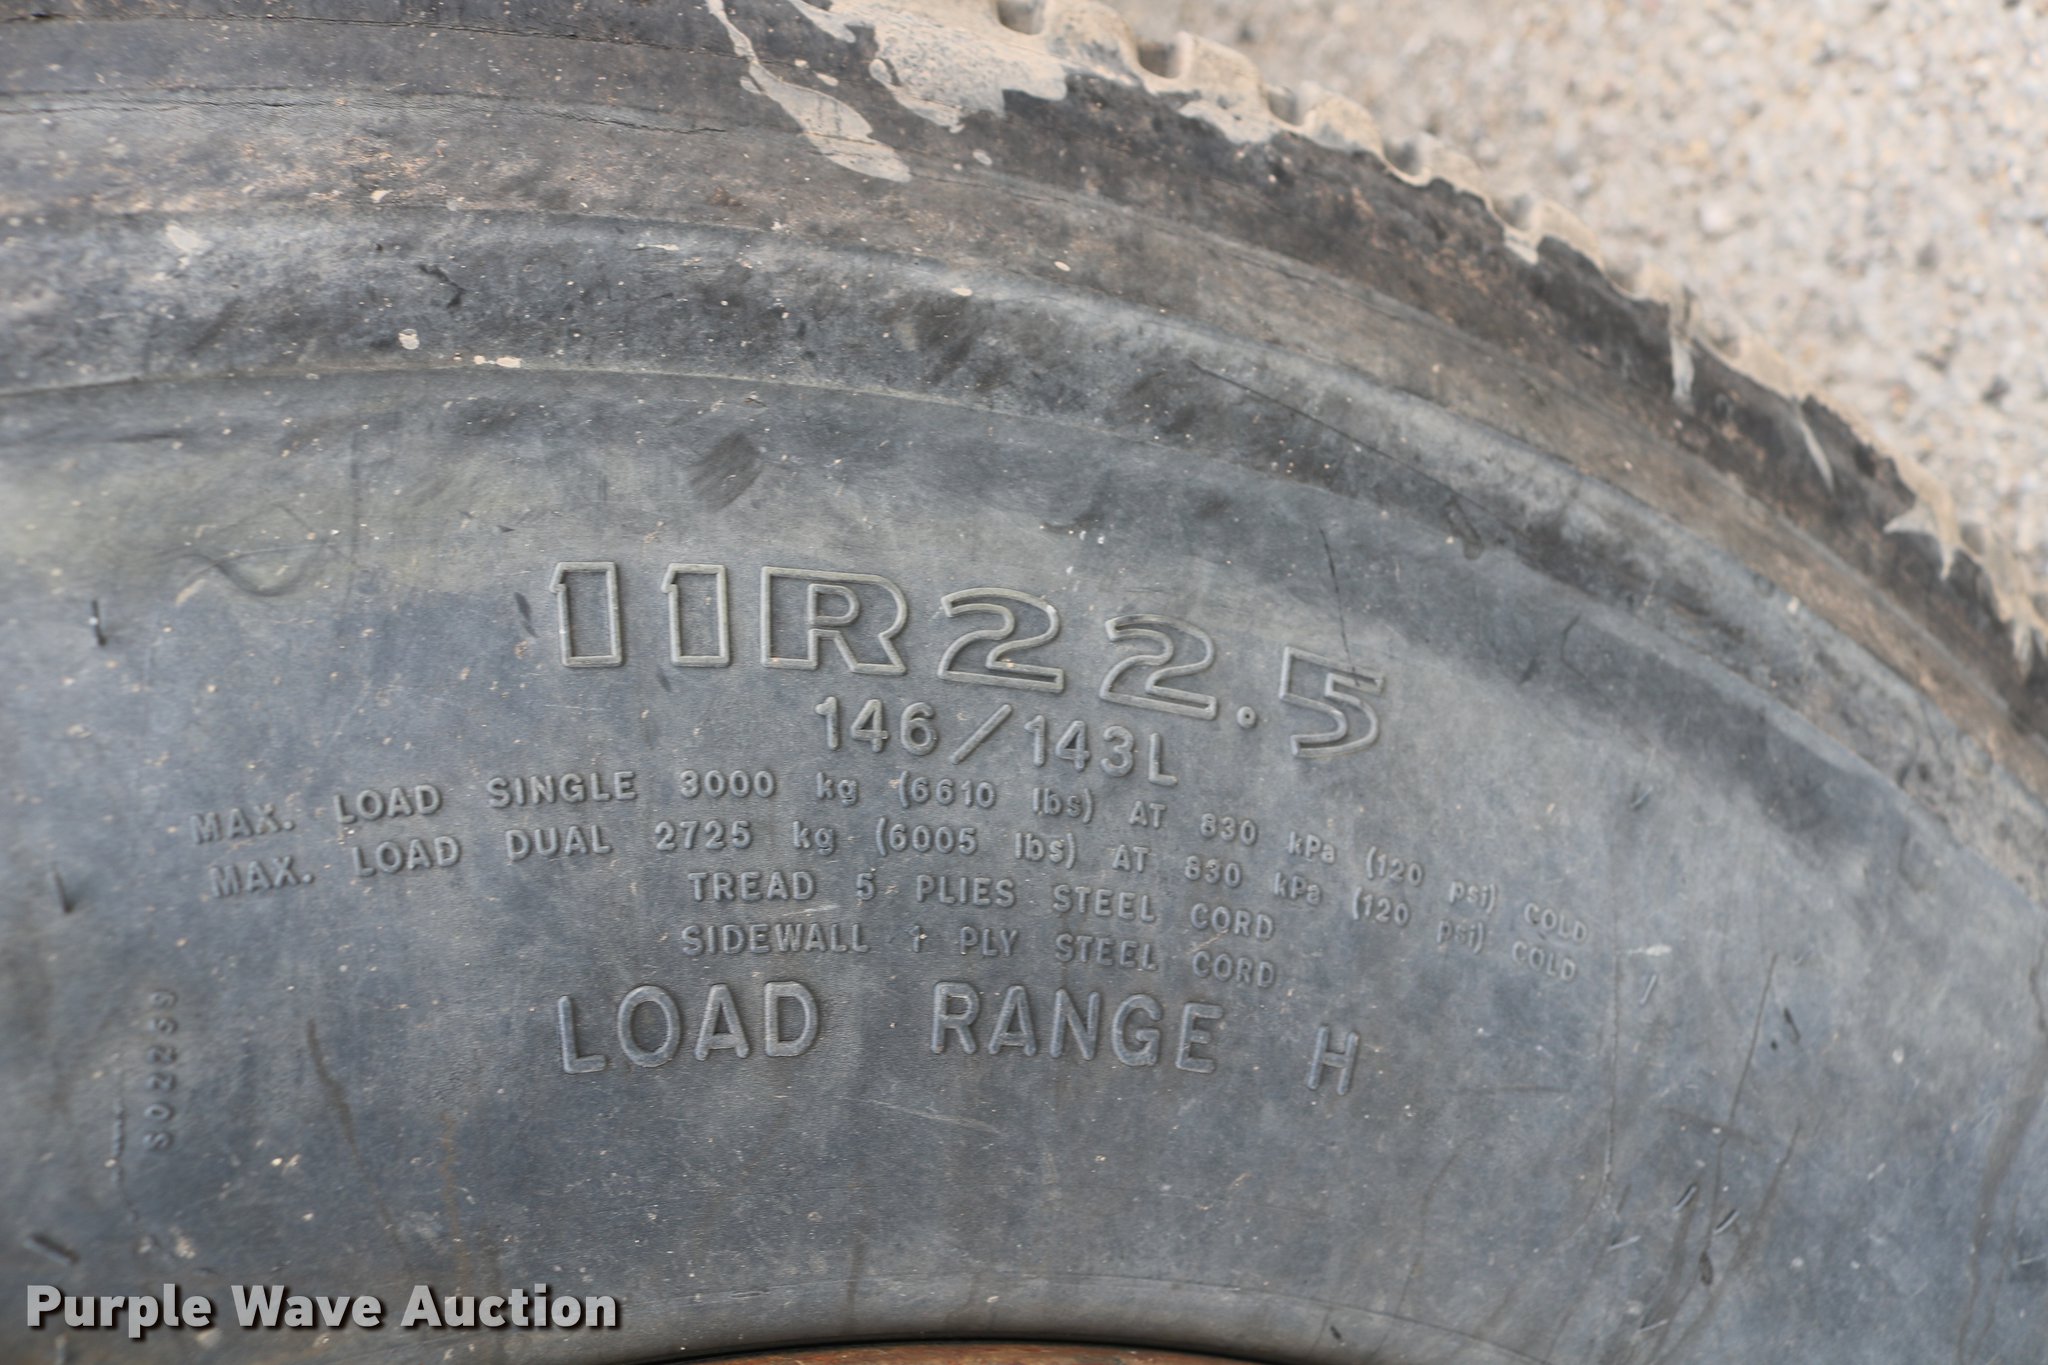 11R22.5
146/143L
MAX. LOAD SINGLE 3000 kg (6610 lbs) AT 830 kPa (120 psi) COLD
MAX. LOAD DUAL 2725 kg (6005 lbs) AT 830 kPa (120 psi) COLD
TREAD 5 PLIES STEEL CORD
SIDEWALL 1 PLY STEEL CORD
LOAD RANGE H
Purple Wave Auction